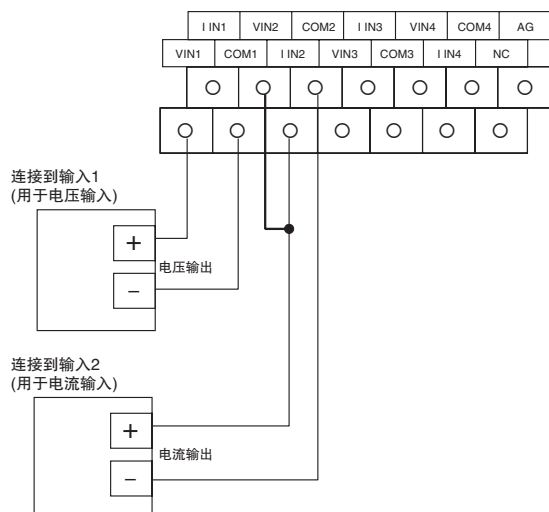 I IN1 VIN2 COM2 I IN3 VIN4 COM4 AG
VIN1 COM1 I IN2 VIN3 COM3 I IN4 NC
连接到输入1
(用于电压输入)
+
电压输出
−
连接到输入2
(用于电流输入)
+
电流输出
−